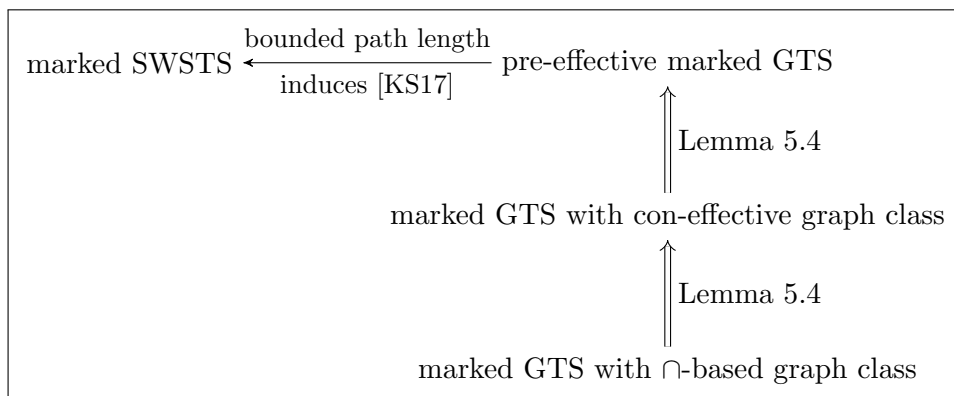 bounded path length
marked SWSTS
pre-effective marked GTS
induces [KS17]
Lemma 5.4
marked GTS with con-effective graph class
Lemma 5.4
marked GTS with ∩-based graph class